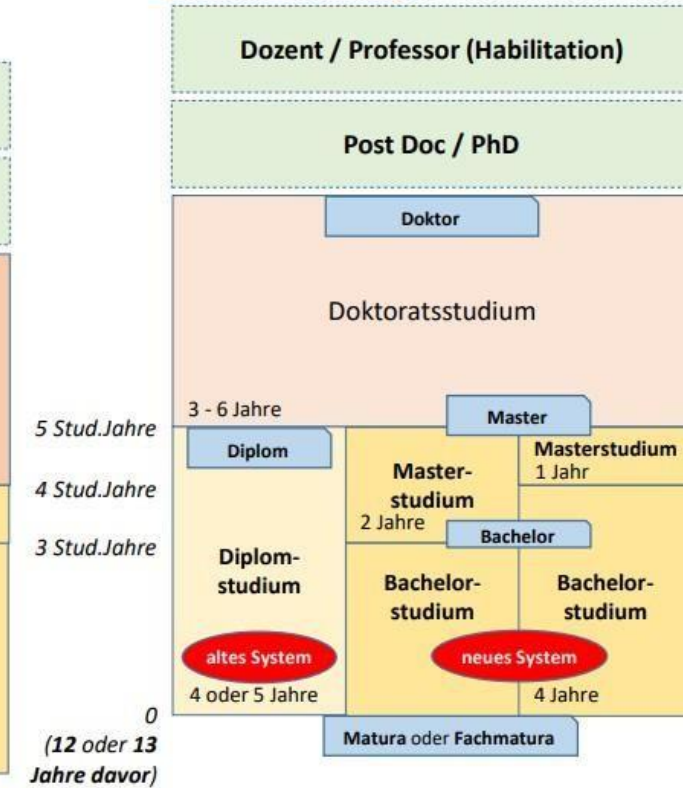 Dozent / Professor (Habilitation)
Post Doc / PhD
Doktor
Doktoratsstudium
3 - 6 Jahre
5 Stud.Jahre
Master
Diplom
Masterstudium
1 Jahr
Master-
studium
2 Jahre
4 Stud.Jahre
3 Stud.Jahre
Bachelor
Diplom-
studium
Bachelor-
studium
Bachelor-
studium
altes System
neues System
4 oder 5 Jahre
4 Jahre
0
(12 oder 13
Jahre davor)
Matura oder Fachmatura